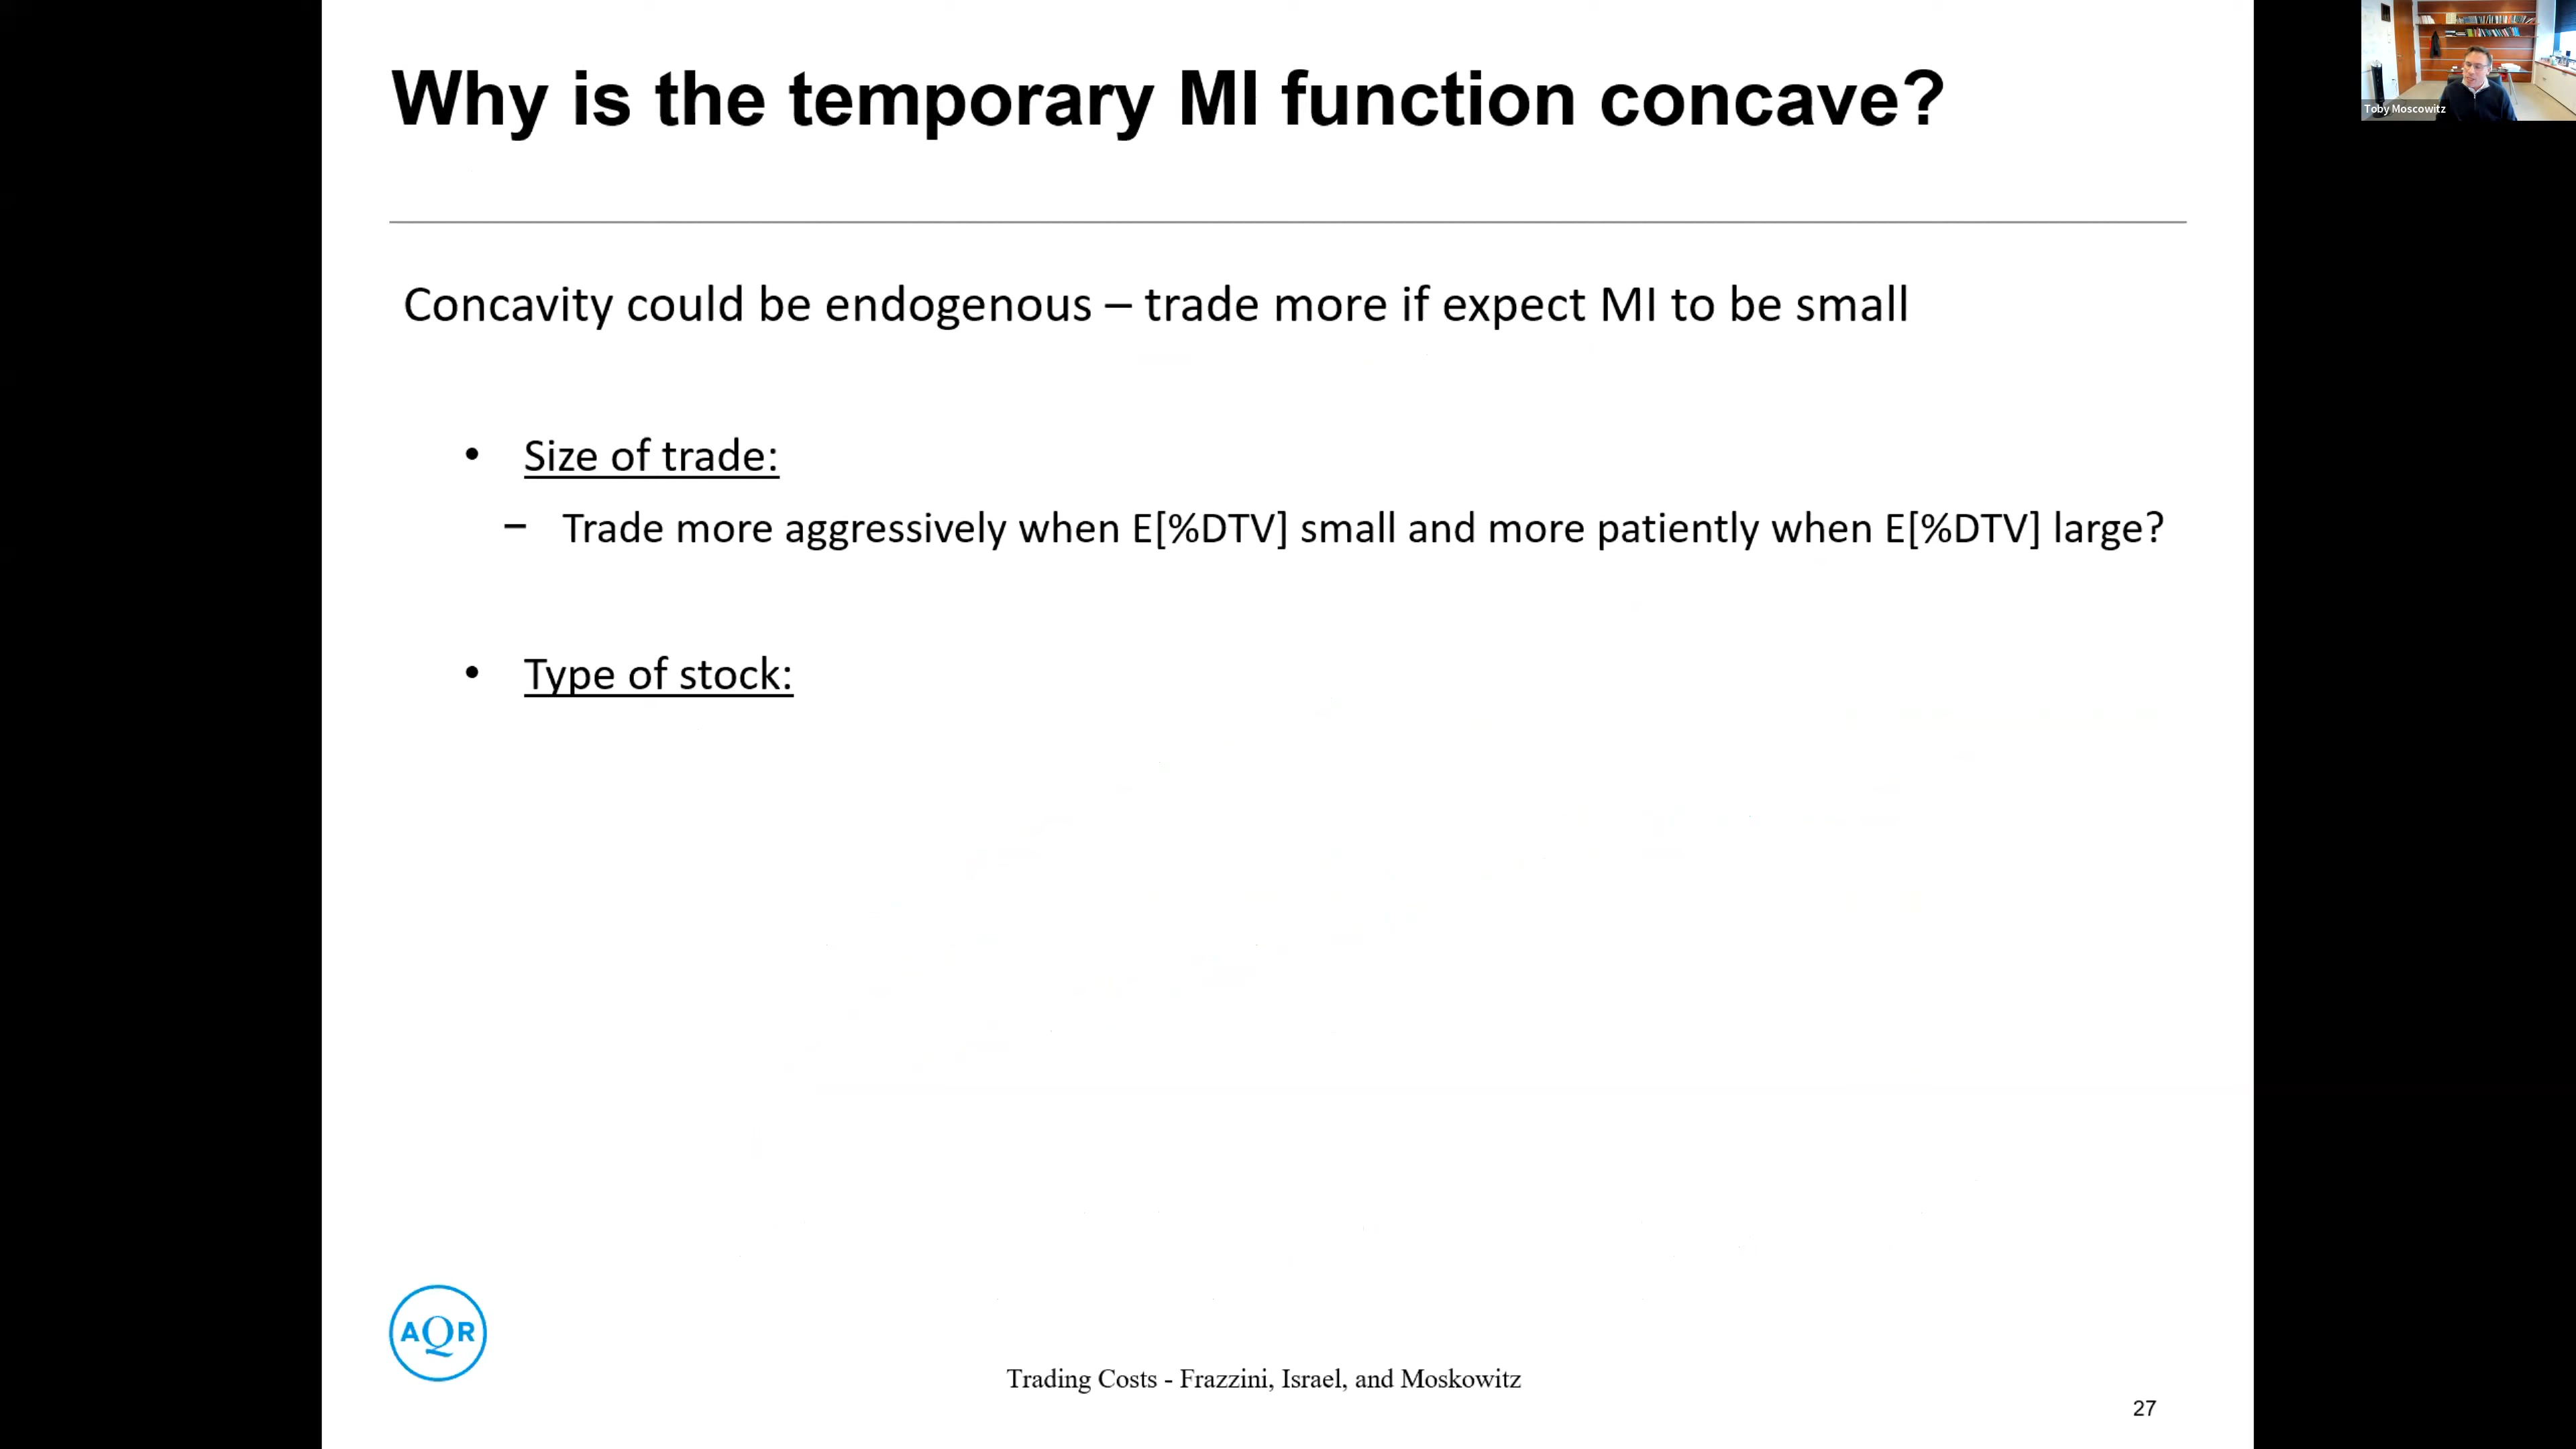 Why is the temporary MI function concave?
Toby Moscowitz
Concavity could be endogenous – trade more if expect MI to be small
• Size of trade:
– Trade more aggressively when E[%DTV] small and more patiently when E[%DTV] large?
• Type of stock:
AQR
Trading Costs - Frazzini, Israel, and Moskowitz
27